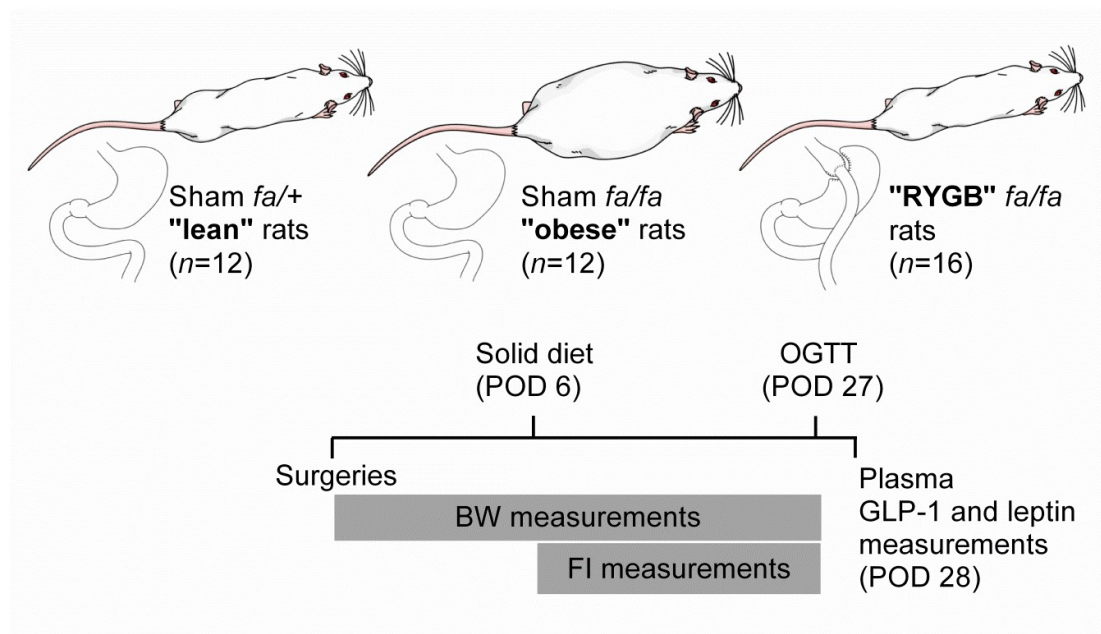 Sham fa/+
"lean" rats
(n=12)
Sham fa/fa
"obese" rats
(n=12)
"RYGB" fa/fa
rats
(n=16)
Solid diet
(POD 6)
OGTT
(POD 27)
Surgeries
BW measurements
FI measurements
Plasma
GLP-1 and leptin
measurements
(POD 28)